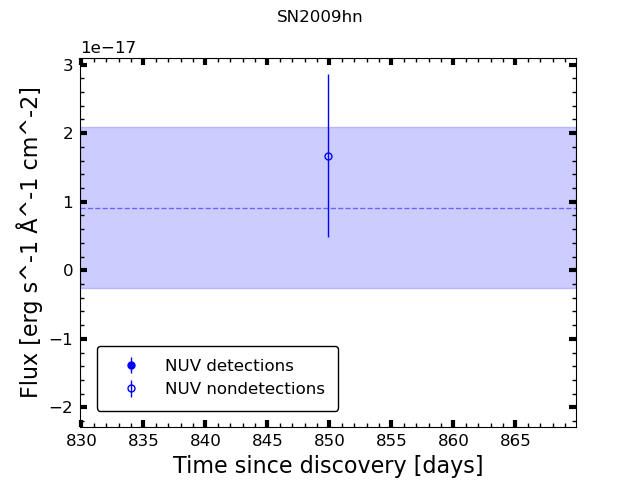 SN2009hn
1e−17
3
2
1
0
−1
−2
Flux [erg s^-1 Å^-1 cm^-2]
NUV detections
NUV nondetections
830 835 840 845 850 855 860 865
Time since discovery [days]